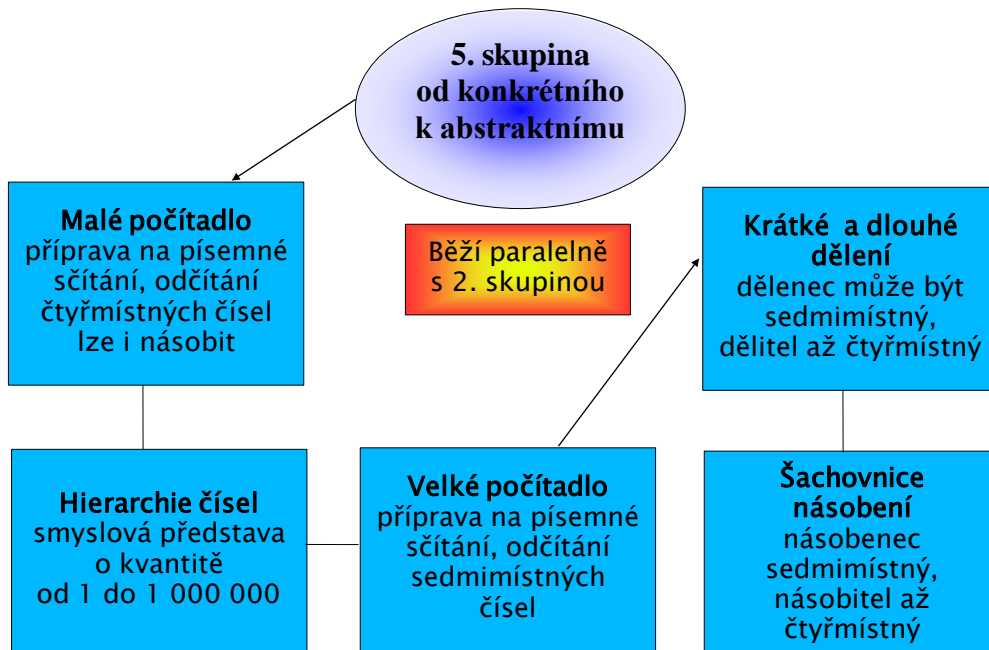 5. skupina
od konkrétního
k abstraktnímu
Malé počítadlo
příprava na písemné
sčítání, odčítání
čtyřmístných čísel
lze i násobit
Běží paralelně
s 2. skupinou
Krátké a dlouhé
dělení
dělenec může být
sedmimístný,
dělitel až čtyřmístný
Hierarchie čísel
smyslová představa
o kvantitě
od 1 do 1 000 000
Velké počítadlo
příprava na písemné
sčítání, odčítání
sedmimístných
čísel
Šachovnice
násobení
násobenec
sedmimístný,
násobitel až
čtyřmístný